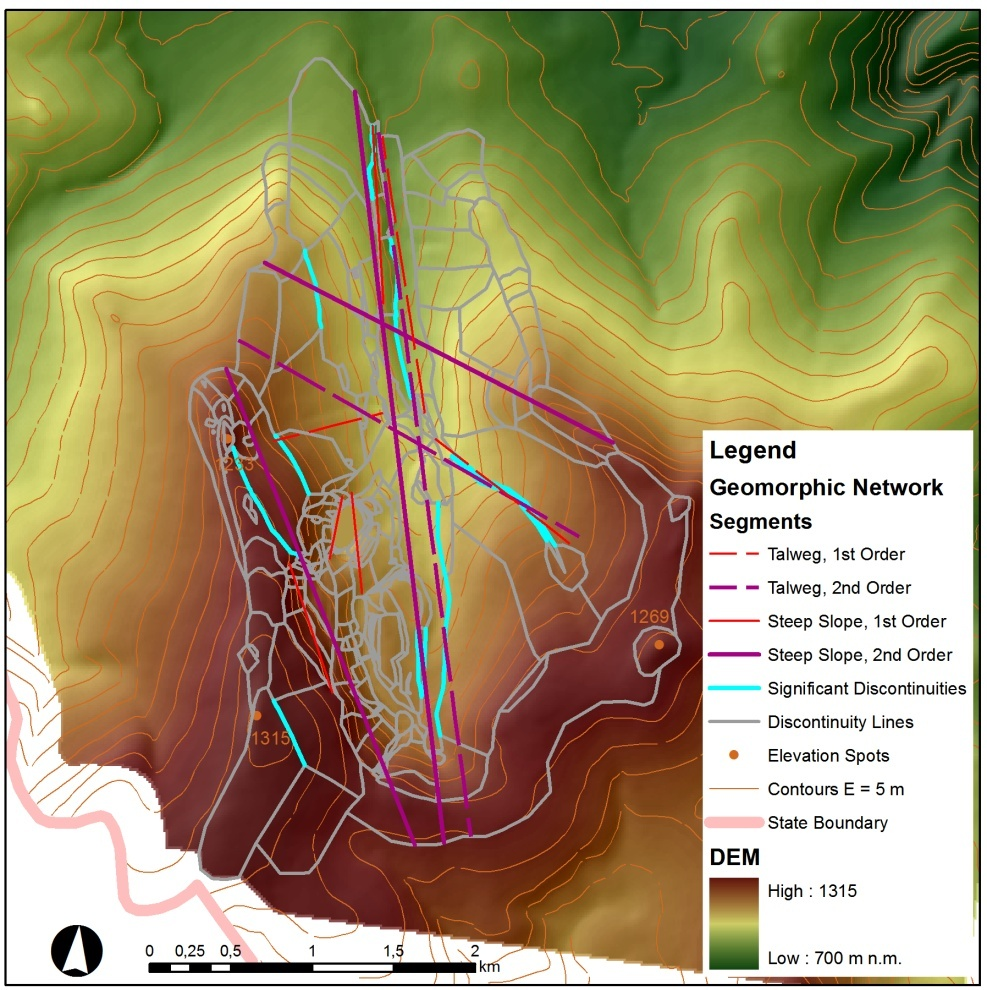 1253
1269
1315
Legend
Geomorphic Network
Segments
Talweg, 1st Order
Talweg, 2nd Order
Steep Slope, 1st Order
Steep Slope, 2nd Order
Significant Discontinuities
Discontinuity Lines
Elevation Spots
Contours E = 5 m
State Boundary
DEM
High : 1315
Low : 700 m n.m.
0 0,25 0,5 1 1,5 2
km